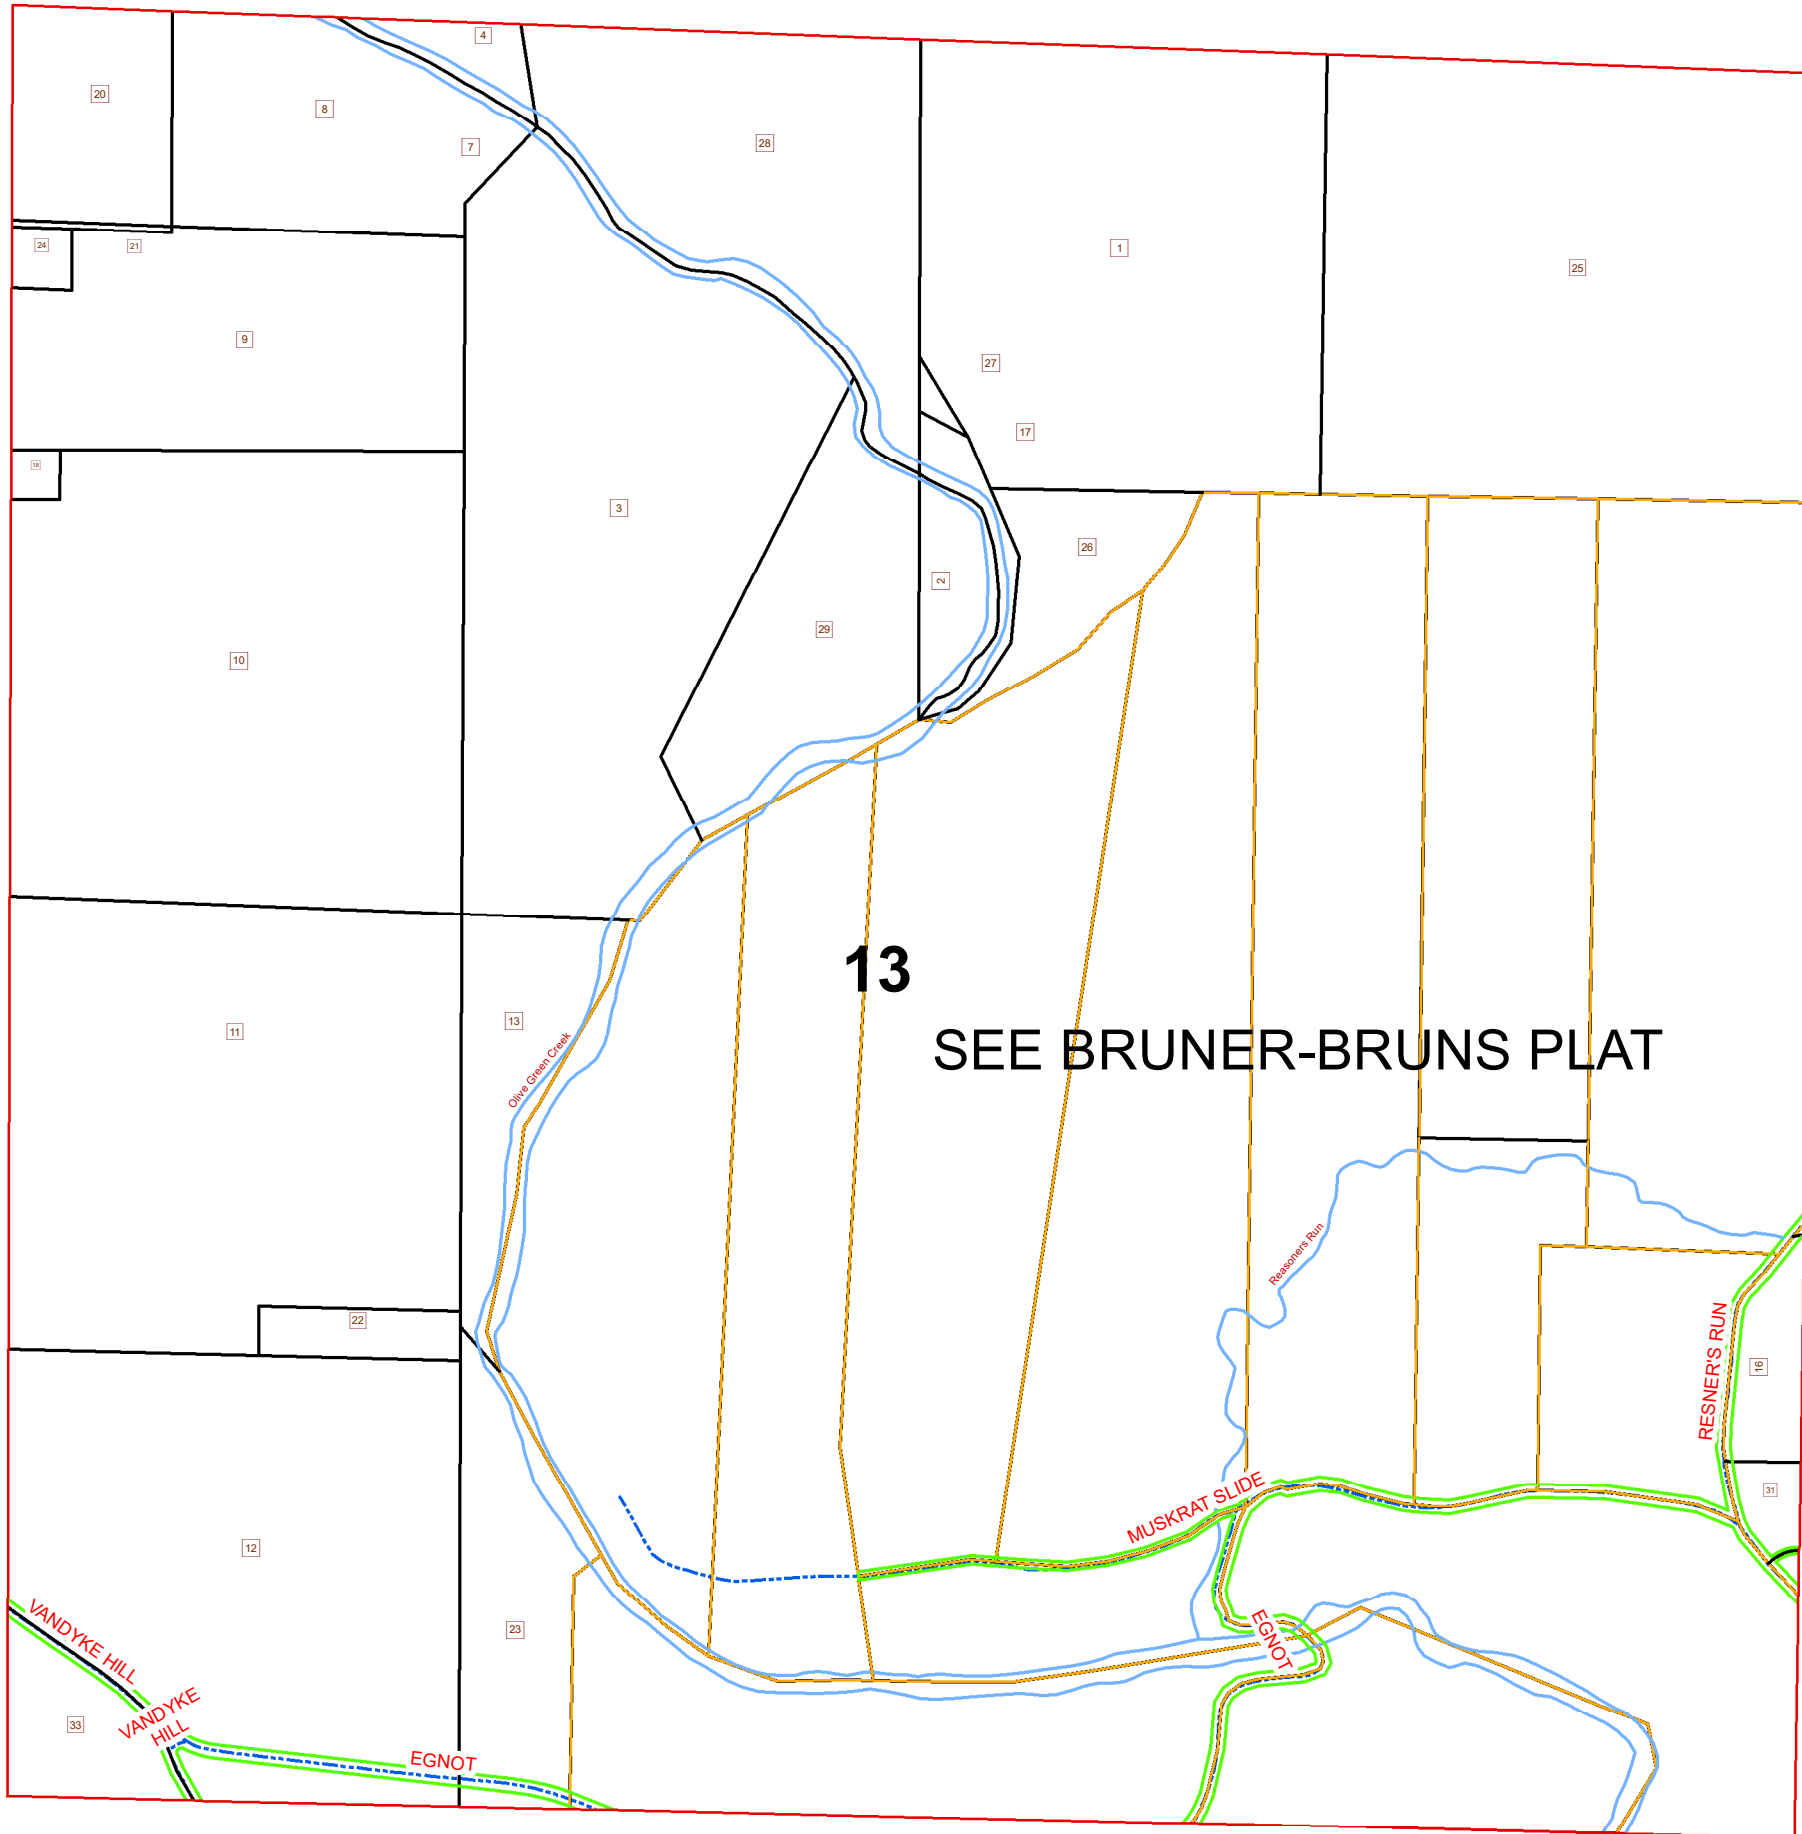 4
20
8
7
28
24
21
1
25
9
27
17
18
3
26
2
29
10
13
11
13
Olive Green Creek
SEE BRUNER-BRUNS PLAT
Reasoners Run
22
RESNER'S RUN
16
MUSKRAT SLIDE
31
12
VANDYKE HILL
23
EGNOT
33
VANDYKE
HILL
EGNOT